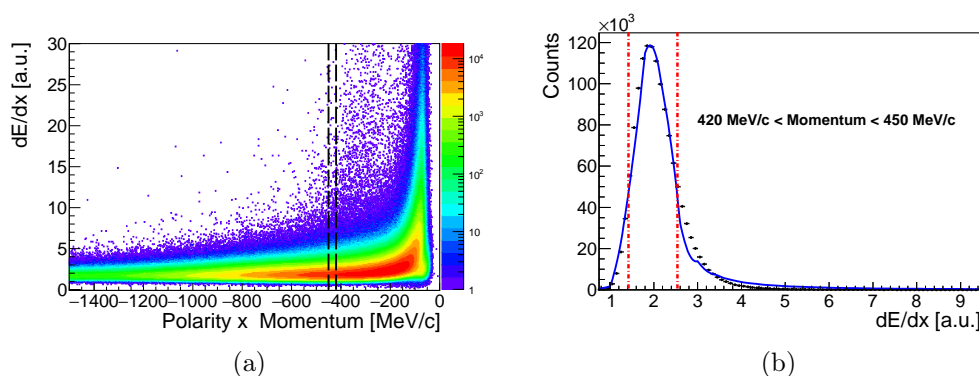 dE/dx [a.u.]
30
25
20
15
10
5
0
−1400 −1200 −1000 −800 −600 −400 −200 0
Polarity x Momentum [MeV/c]
10⁴
10³
10²
10
1
(a)
×10³
Counts
120
100
80
60
40
20
0
420 MeV/c < Momentum < 450 MeV/c
1 2 3 4 5 6 7 8 9
dE/dx [a.u.]
(b)